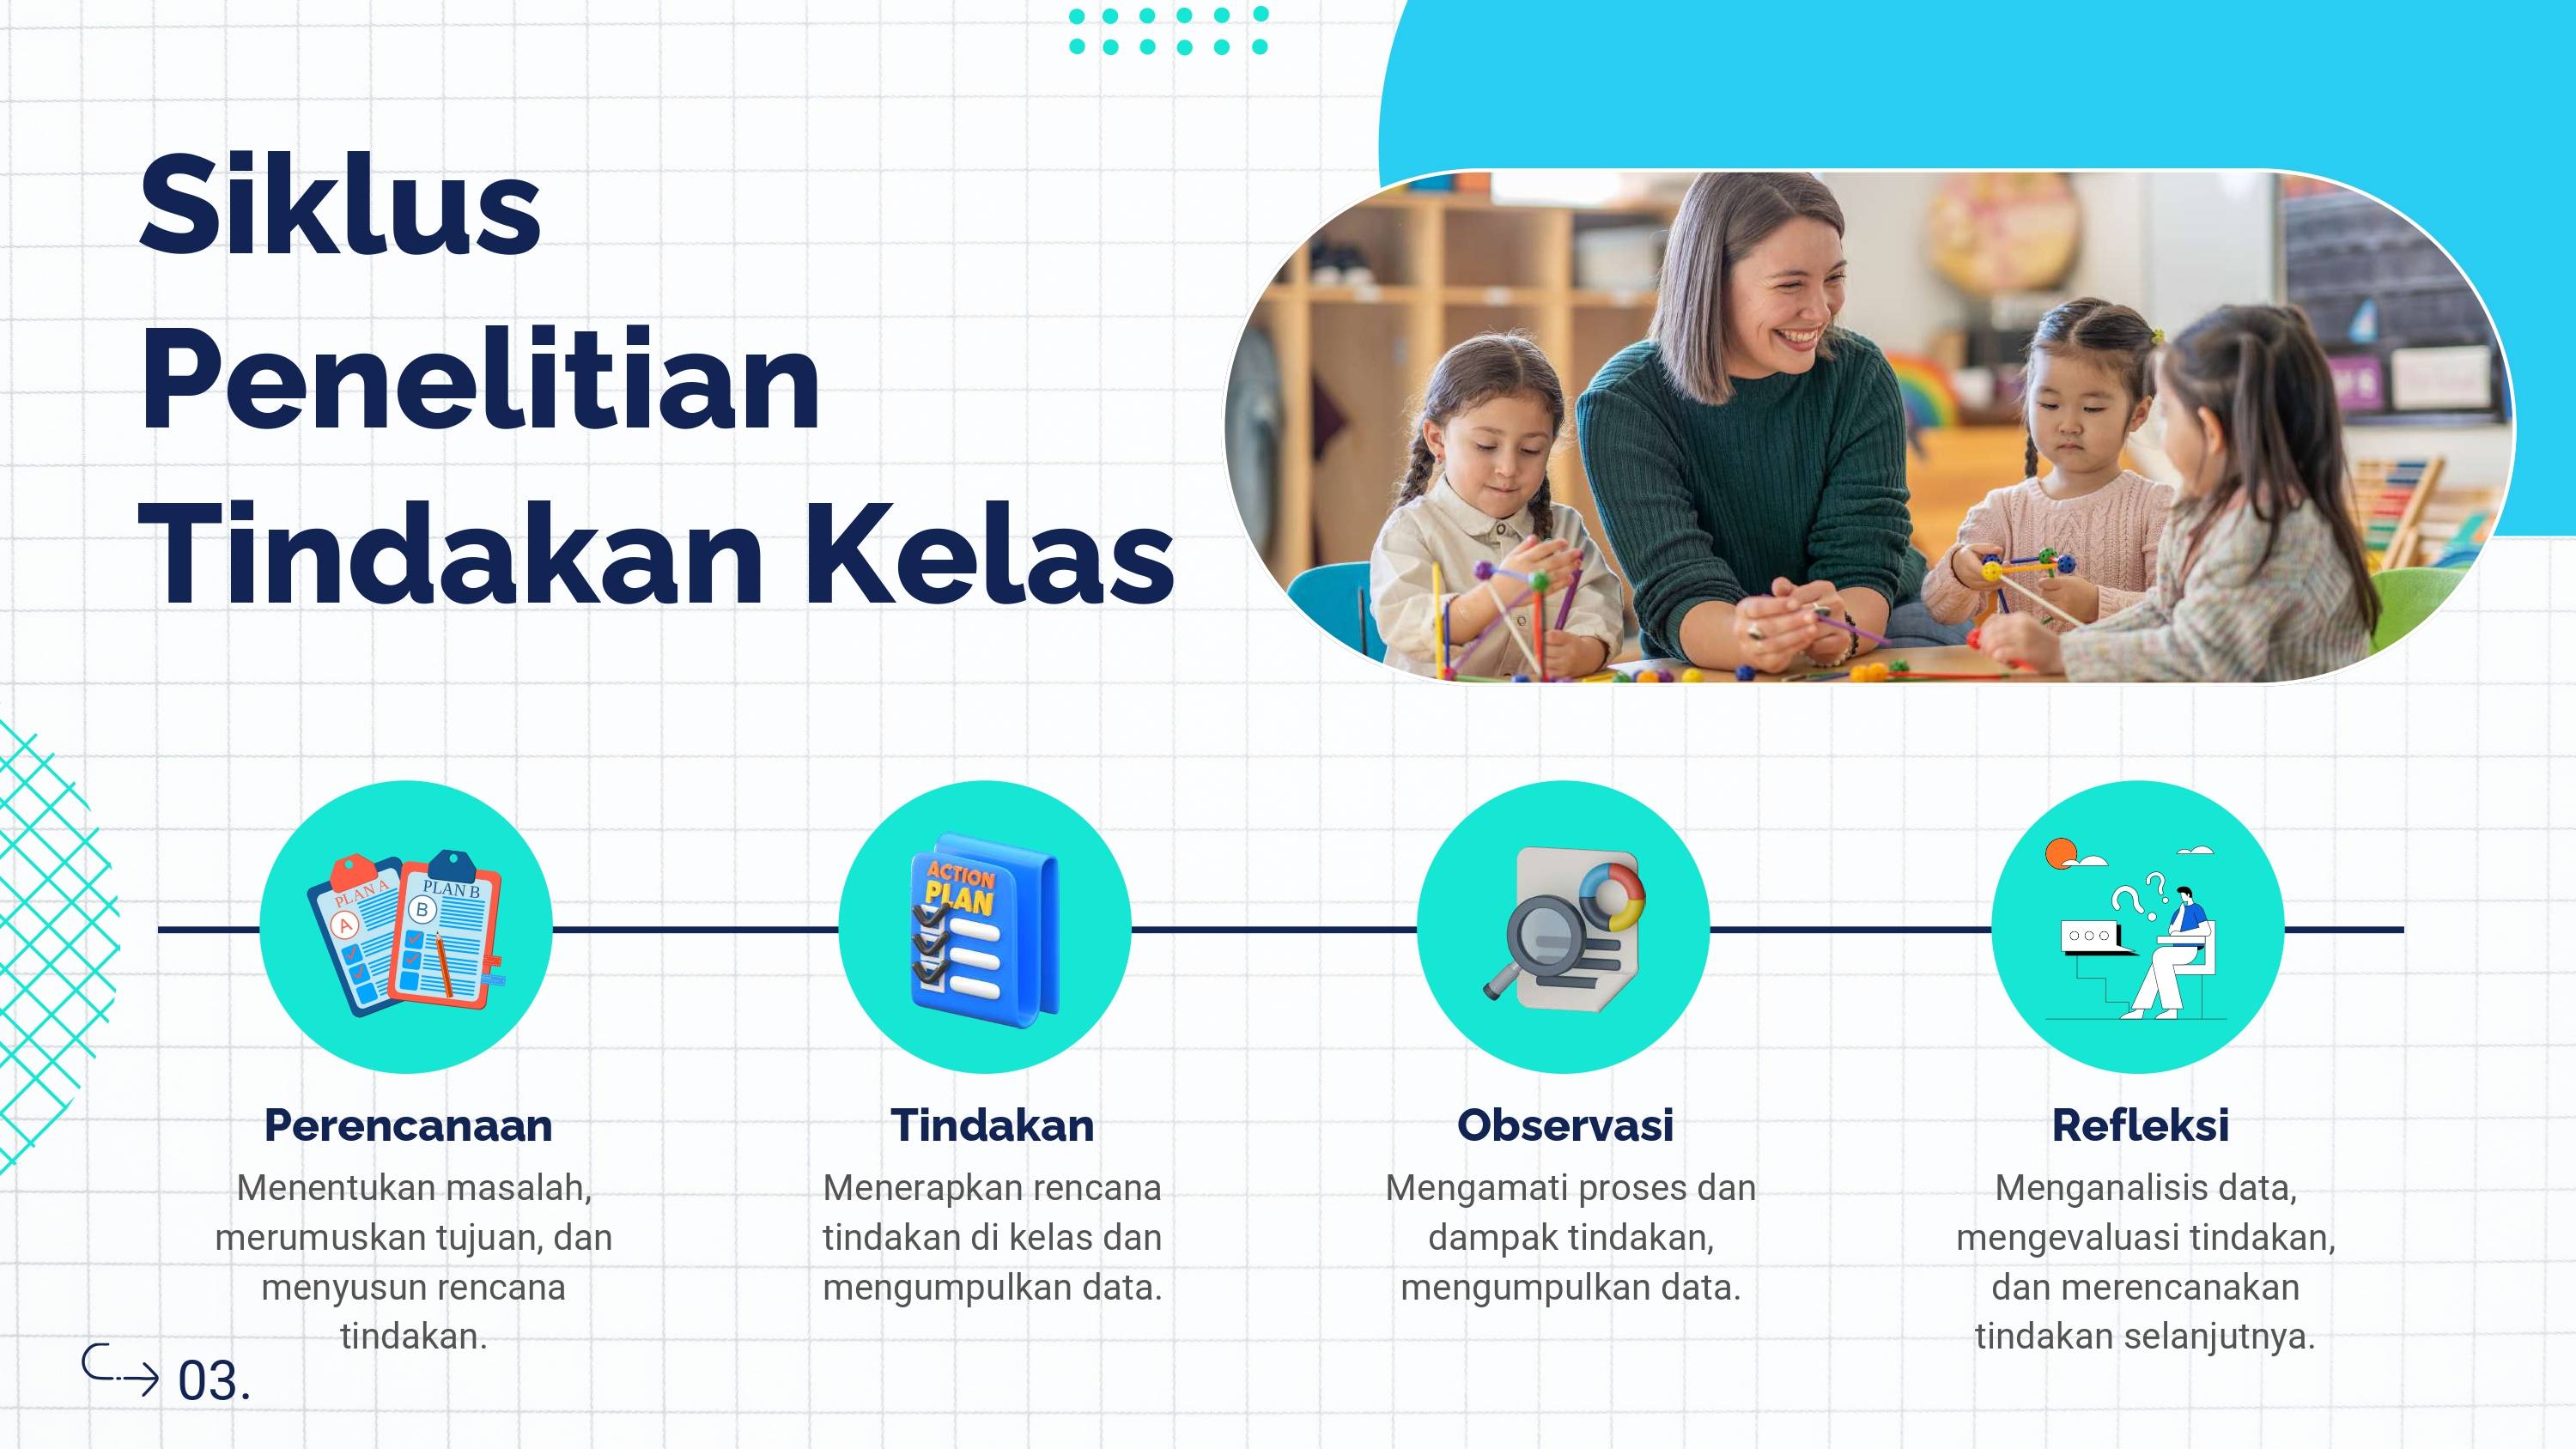 Siklus
Penelitian
Tindakan Kelas
PLAN A
A
PLAN B
B
ACTION
PLAN
Perencanaan
Menentukan masalah,
merumuskan tujuan, dan
menyusun rencana
tindakan.
Tindakan
Menerapkan rencana
tindakan di kelas dan
mengumpulkan data.
Observasi
Mengamati proses dan
dampak tindakan,
mengumpulkan data.
Refleksi
Menganalisis data,
mengevaluasi tindakan,
dan merencanakan
tindakan selanjutnya.
03.